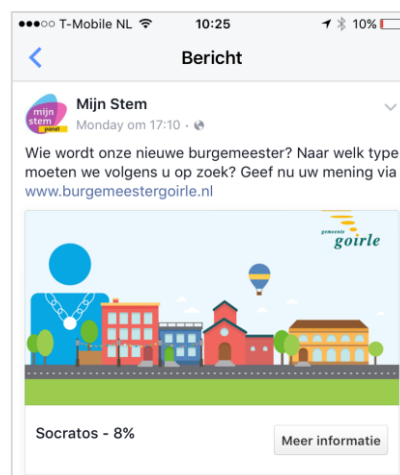 T-Mobile NL 10:25 10%
Bericht
mijn
stem
panel
Mijn Stem
Monday om 17:10
Wie wordt onze nieuwe burgemeester? Naar welk type
moeten we volgens u op zoek? Geef nu uw mening via
www.burgemeestergoirle.nl
gemeente
goirle
Socratos - 8%
Meer informatie